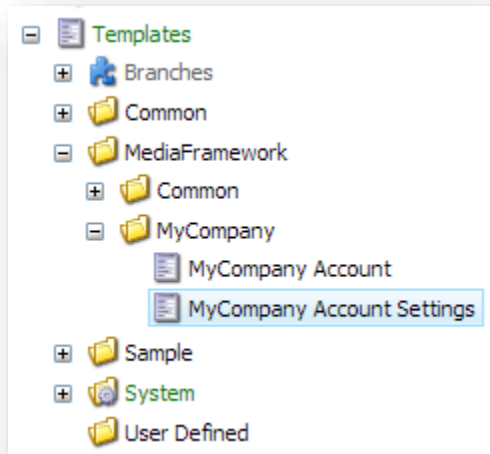 Templates
Branches
Common
MediaFramework
Common
MyCompany
MyCompany Account
MyCompany Account Settings
Sample
System
User Defined